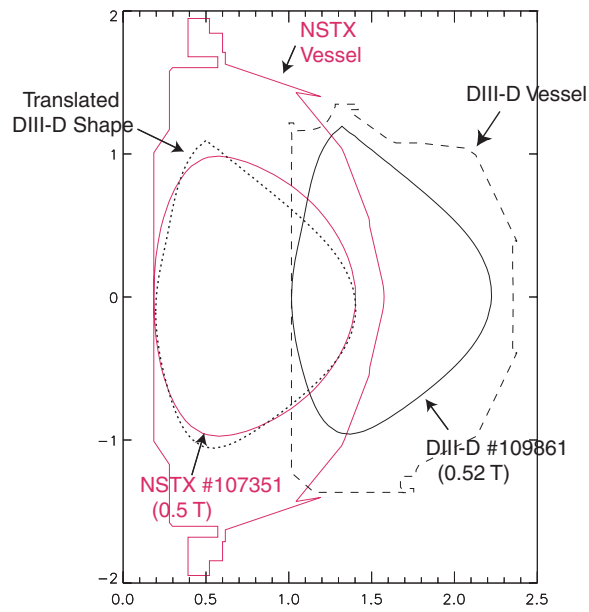 2
NSTX
Vessel
Translated
DIII-D Shape
DIII-D Vessel
1
0
−1
DIII-D #109861
(0.52 T)
NSTX #107351
(0.5 T)
−2
0.0 0.5 1.0 1.5 2.0 2.5